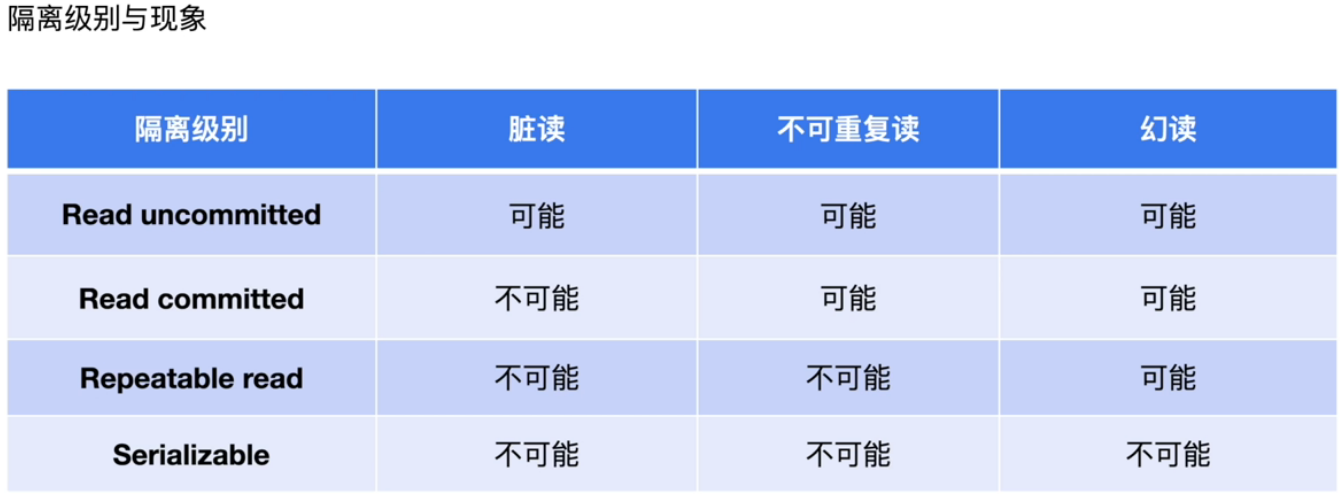 隔离级别与现象
隔离级别 脏读 不可重复读 幻读
Read uncommitted 可能 可能 可能
Read committed 不可能 可能 可能
Repeatable read 不可能 不可能 可能
Serializable 不可能 不可能 不可能